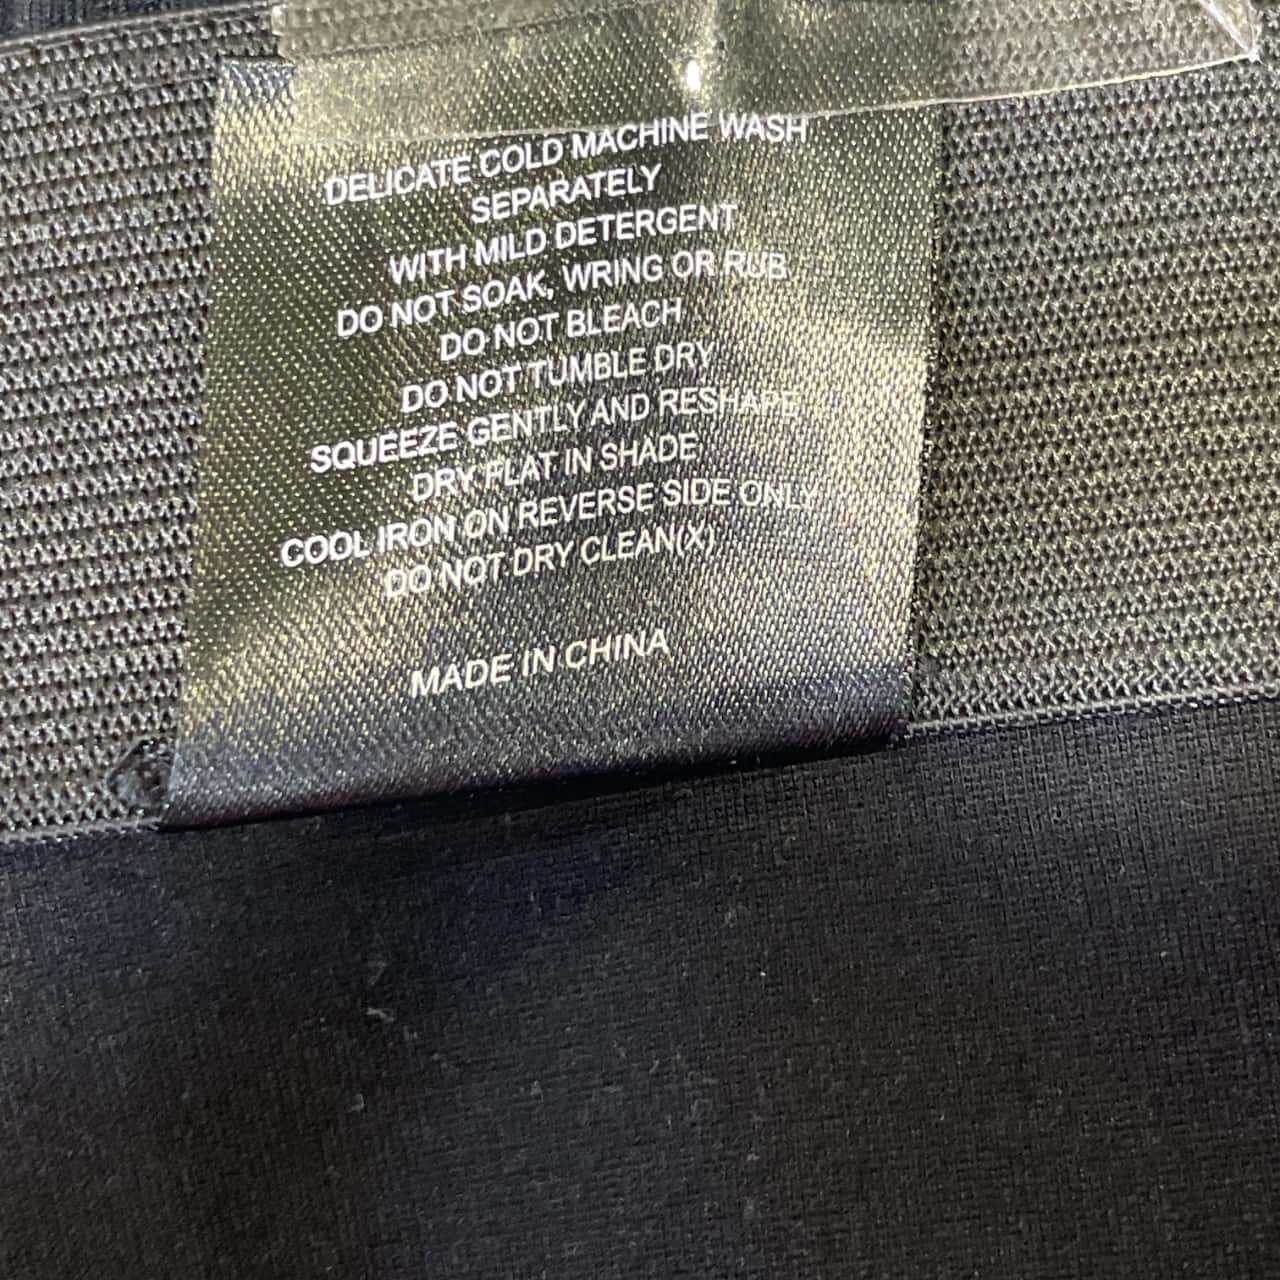 DELICATE COLD MACHINE WASH
SEPARATELY
WITH MILD DETERGENT
DO NOT SOAK, WRING OR RUB
DO NOT BLEACH
DO NOT TUMBLE DRY
SQUEEZE GENTLY AND RESHAPE
DRY FLAT IN SHADE
COOL IRON ON REVERSE SIDE ONLY
DO NOT DRY CLEAN(X)
MADE IN CHINA